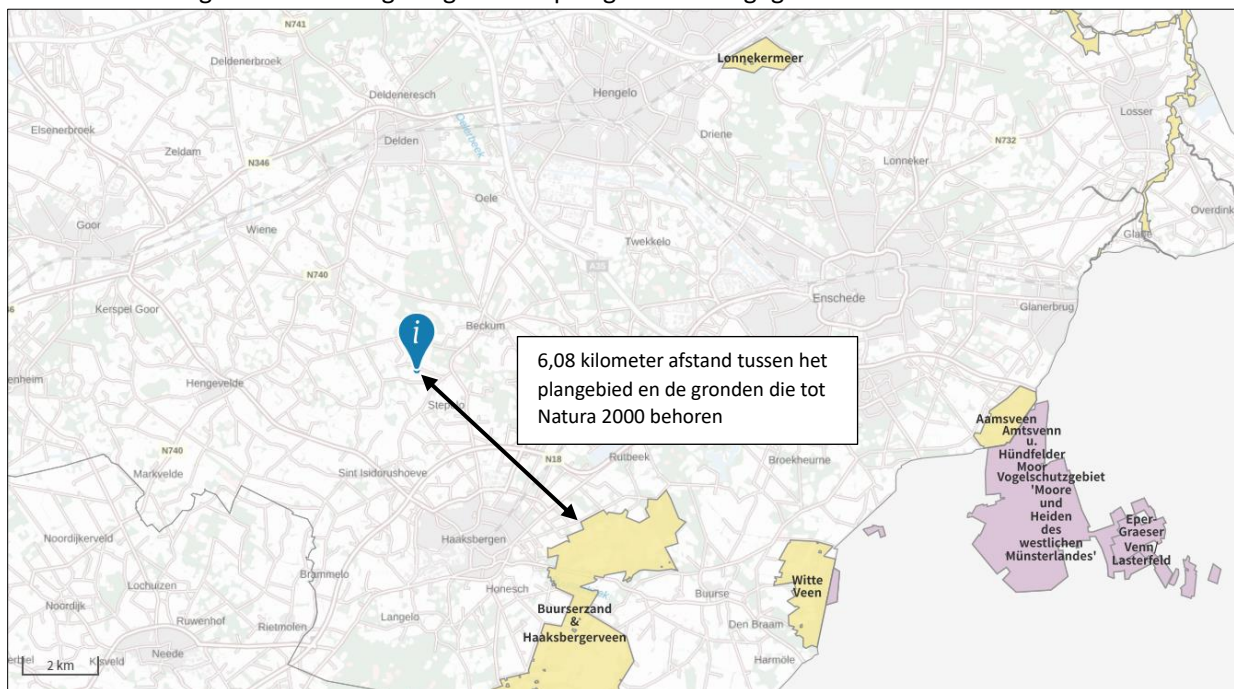 N741
Deldenerbroek
Lonnekermeer
Hengelo
Deldeneresch
Losser
Elsenerbroek
Delden
Driene
N732
Zeldam
N346
Lonneker
Oele
Goor
Wiene
Overdink
Glane
Twekkelo
N740
A35
Kerspel Goor
Enschede
Glanerbrug
Beckum
i
6,08 kilometer afstand tussen het
plangebied en de gronden die tot
Natura 2000 behoren
Hengevelde
Stepelo
Aamsveen
Amtsvenn
u.
Hündfelder
Moor
N740
Markvelde
Sint Isidorushoeve
N18
Rutbeek
Broekheurne
Vogelschutzgebiet
'Moore
und
Heiden
des
westlichen
Münsterlandes'
Eper-
Graeser
Venn/
Lasterfeld
Noordijkerveld
Haaksbergen
Brammelo
Lochuizen
Honesch
Witte
Veen
Buurse
Noordijk
Ruwenhof
Rietmolen
Langelo
Buurserzand
&
Haaksbergerveen
Den Braam
Neede
Harmöle
Kisveld
2 km